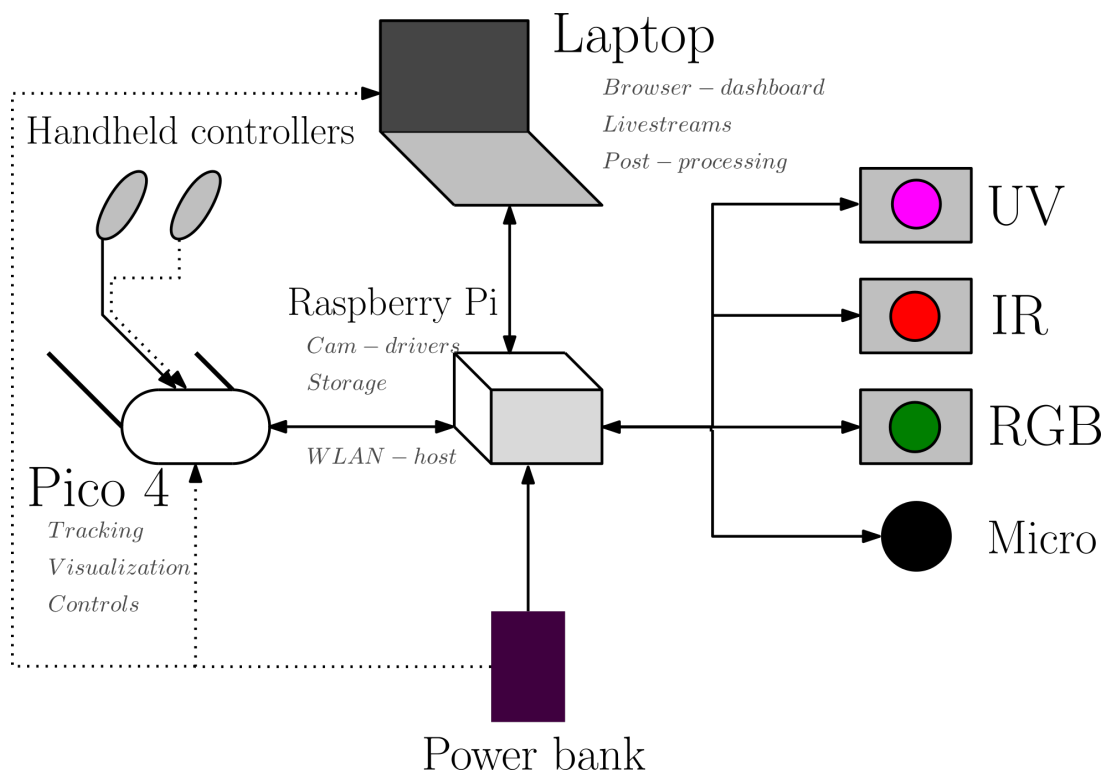 Laptop
Browser – dashboard
Livestreams
Post – processing
Handheld controllers
UV
Raspberry Pi
Cam – drivers
Storage
IR
WLAN – host
RGB
Pico 4
Tracking
Visualization
Controls
Micro
Power bank